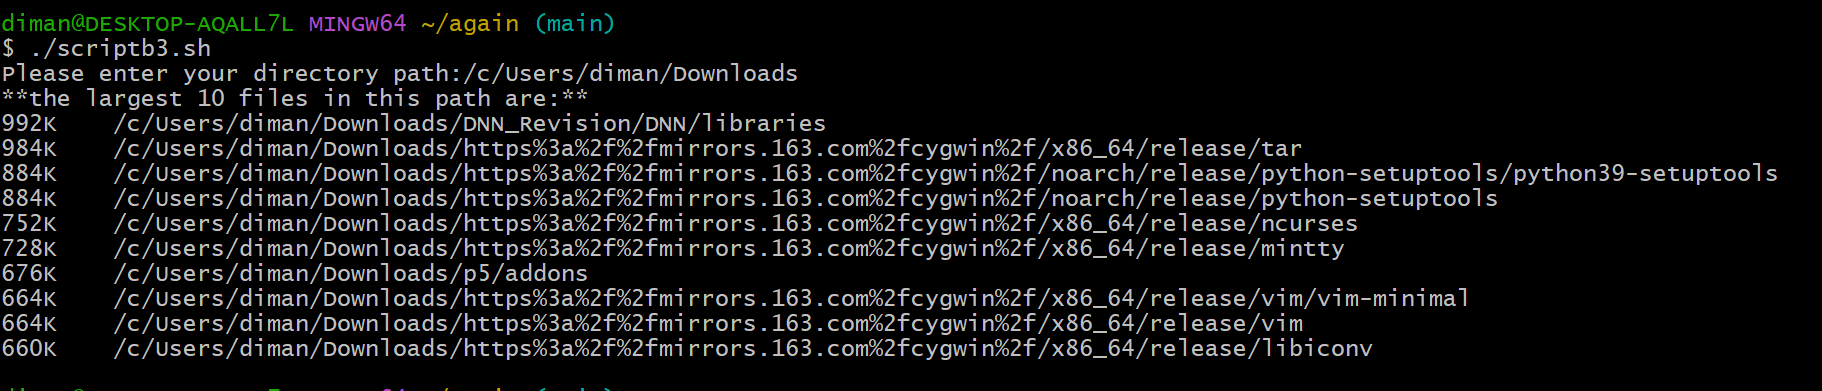 diman@DESKTOP-AQALL7L MINGW64 ~/again (main)
$ ./scriptb3.sh
Please enter your directory path:/c/Users/diman/Downloads
**the largest 10 files in this path are:**
992K    /c/Users/diman/Downloads/DNN_Revision/DNN/libraries
984K    /c/Users/diman/Downloads/https%3a%2f%2fmirrors.163.com%2fcygwin%2f/x86_64/release/tar
884K    /c/Users/diman/Downloads/https%3a%2f%2fmirrors.163.com%2fcygwin%2f/noarch/release/python-setuptools/python39-setuptools
884K    /c/Users/diman/Downloads/https%3a%2f%2fmirrors.163.com%2fcygwin%2f/noarch/release/python-setuptools
752K    /c/Users/diman/Downloads/https%3a%2f%2fmirrors.163.com%2fcygwin%2f/x86_64/release/ncurses
728K    /c/Users/diman/Downloads/https%3a%2f%2fmirrors.163.com%2fcygwin%2f/x86_64/release/mintty
676K    /c/Users/diman/Downloads/p5/addons
664K    /c/Users/diman/Downloads/https%3a%2f%2fmirrors.163.com%2fcygwin%2f/x86_64/release/vim/vim-minimal
664K    /c/Users/diman/Downloads/https%3a%2f%2fmirrors.163.com%2fcygwin%2f/x86_64/release/vim
660K    /c/Users/diman/Downloads/https%3a%2f%2fmirrors.163.com%2fcygwin%2f/x86_64/release/libiconv